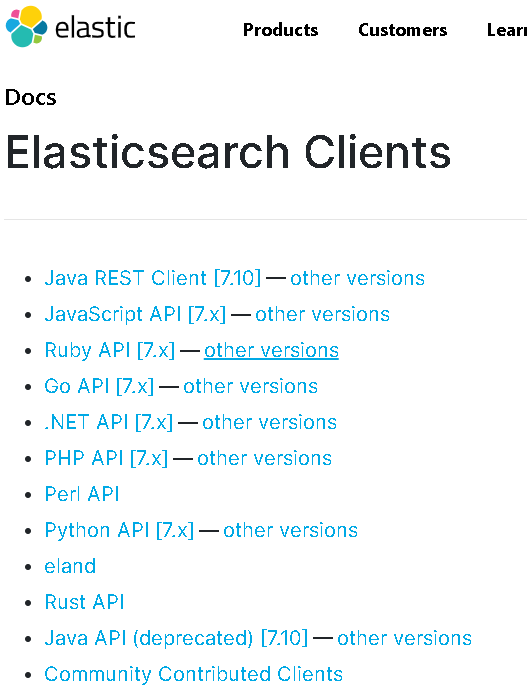 elastic Products Customers Lear
Docs
Elasticsearch Clients
Java REST Client [7.10] — other versions
JavaScript API [7.x] — other versions
Ruby API [7.x] — other versions
Go API [7.x] — other versions
.NET API [7.x] — other versions
PHP API [7.x] — other versions
Perl API
Python API [7.x] — other versions
eland
Rust API
Java API (deprecated) [7.10] — other versions
Community Contributed Clients